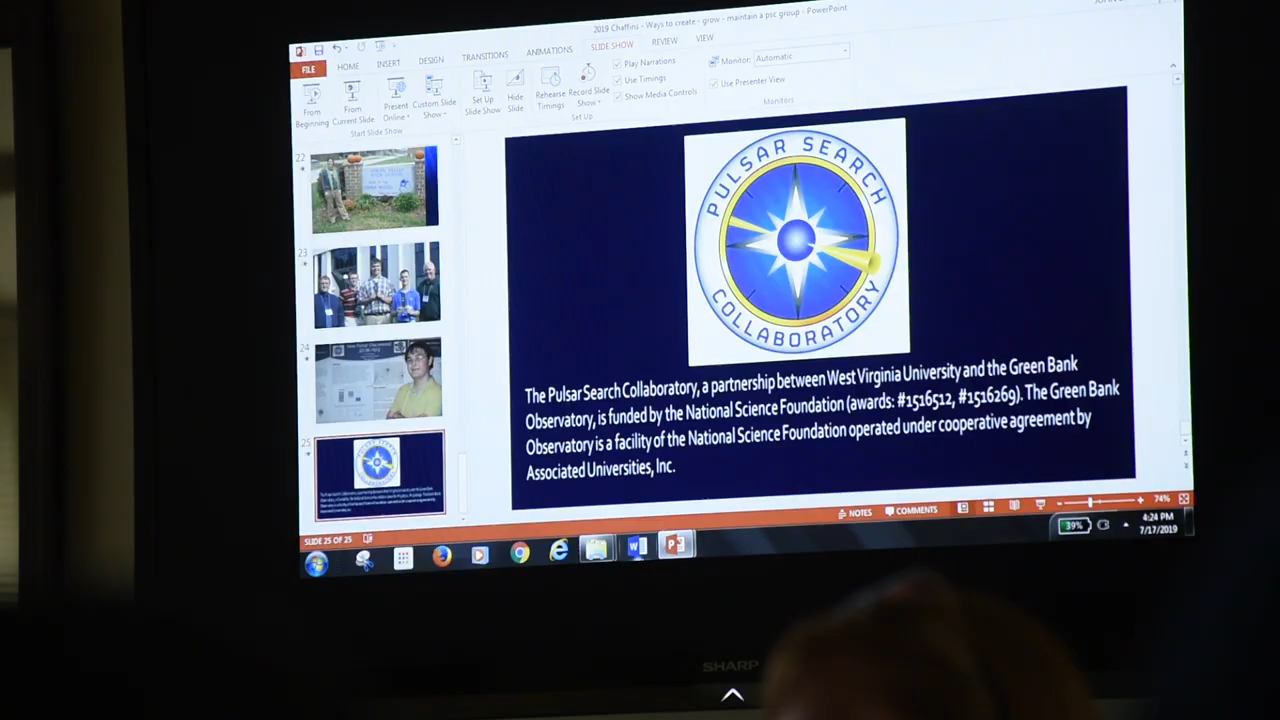 2019 Chaffins - Ways to create - grow - maintain a psc group - PowerPoint
FILE HOME INSERT DESIGN TRANSITIONS ANIMATIONS SLIDE SHOW REVIEW VIEW
From Beginning
From Current Slide
Present Online
Custom Slide Show
Set Up Slide Show
Hide Slide
Rehearse Timings
Record Slide Show
Play Narrations
Use Timings
Show Media Controls
Monitor: Automatic
Use Presenter View
Start Slide Show
Set Up
Monitors
22
23
24
25
PULSAR SEARCH
COLLABORATORY
The Pulsar Search Collaboratory, a partnership between West Virginia University and the Green Bank
Observatory, is funded by the National Science Foundation (awards: #1516512, #1516269). The Green Bank
Observatory is a facility of the National Science Foundation operated under cooperative agreement by
Associated Universities, Inc.
SLIDE 25 OF 25
NOTES COMMENTS 74%
39%
4:24 PM
7/17/2019
SHARP